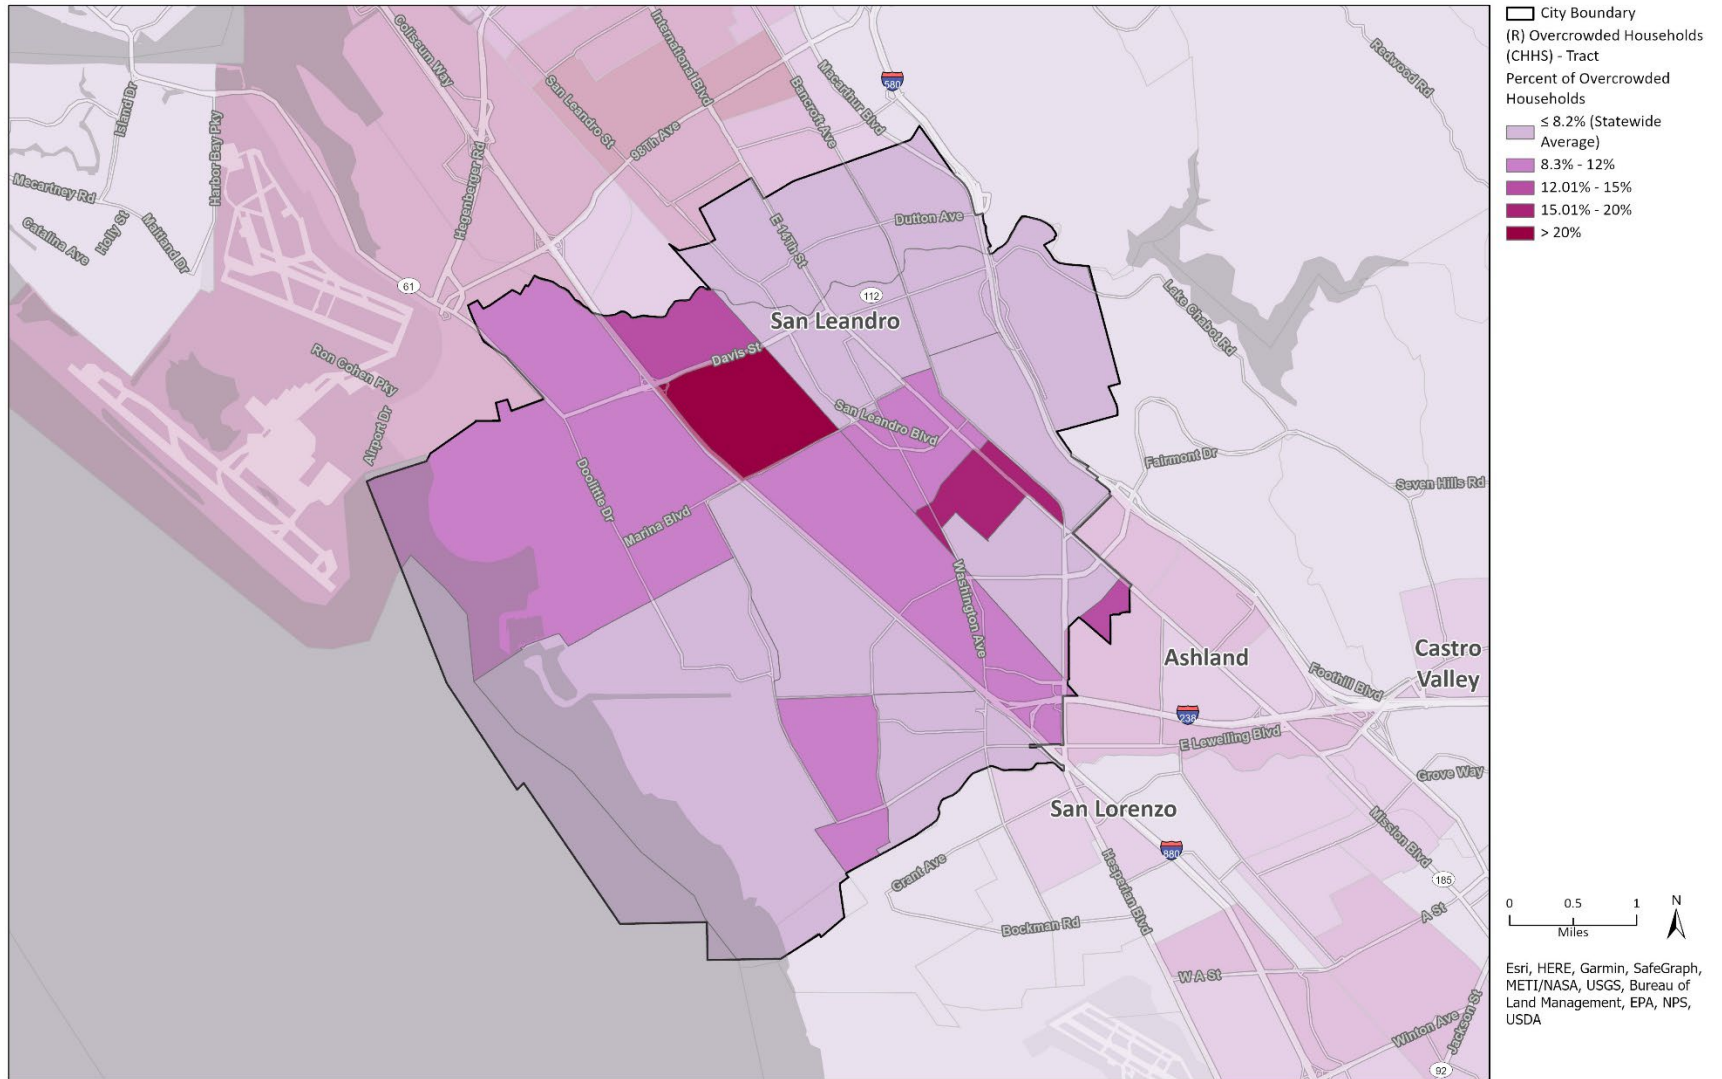 City Boundary
(R) Overcrowded Households
(CHHS) - Tract
Percent of Overcrowded
Households
≤ 8.2% (Statewide
Average)
8.3% - 12%
12.01% - 15%
15.01% - 20%
> 20%
Coliseum Way
International Blvd
San Leandro St
Bancroft Ave
Macarthur Blvd
580
Redwood Rd
Island Dr
Harbor Bay Pky
98Th Ave
Hegenberger Rd
Mecartney Rd
Holly St
Maitland Dr
Catalina Ave
E 14Th St
Dutton Ave
61
112
San Leandro
Lake Chabot Rd
Ron Cohen Pky
Davis St
Airport Dr
San Leandro Blvd
Fairmont Dr
Seven Hills Rd
Doolittle Dr
Marina Blvd
Washington Ave
Ashland
Castro
Valley
Foothill Blvd
238
E Lewelling Blvd
Grove Way
San Lorenzo
Mission Blvd
880
Grant Ave
Hesperian Blvd
185
A St
Bockman Rd
W A St
Winton Ave
Jackson St
92
0 0.5 1
Miles
N
Esri, HERE, Garmin, SafeGraph,
METI/NASA, USGS, Bureau of
Land Management, EPA, NPS,
USDA